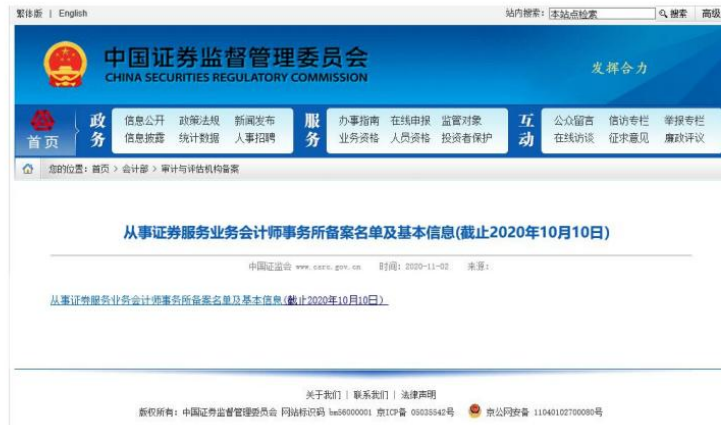 繁体版 | English
站内搜索: 本站点检索 搜索 高级
中国证券监督管理委员会
CHINA SECURITIES REGULATORY COMMISSION
发挥合力
首页
政务
信息公开 政策法规 新闻发布
信息披露 统计数据 人事招聘
服务
办事指南 在线申报 监管对象
业务资格 人员资格 投资者保护
互动
公众留言 信访专栏 举报专栏
在线访谈 征求意见 廉政评议
您的位置: 首页 > 会计部 > 审计与评估机构备案
从事证券服务业务会计师事务所备案名单及基本信息(截止2020年10月10日)
中国证监会 www.csrc.gov.cn 时间: 2020-11-02 来源:
从事证券服务业务会计师事务所备案名单及基本信息(截止2020年10月10日)
关于我们 | 联系我们 | 法律声明
版权所有: 中国证券监督管理委员会 网站标识码 bm56000001 京ICP备 05035542号 京公网安备 11040102700080号